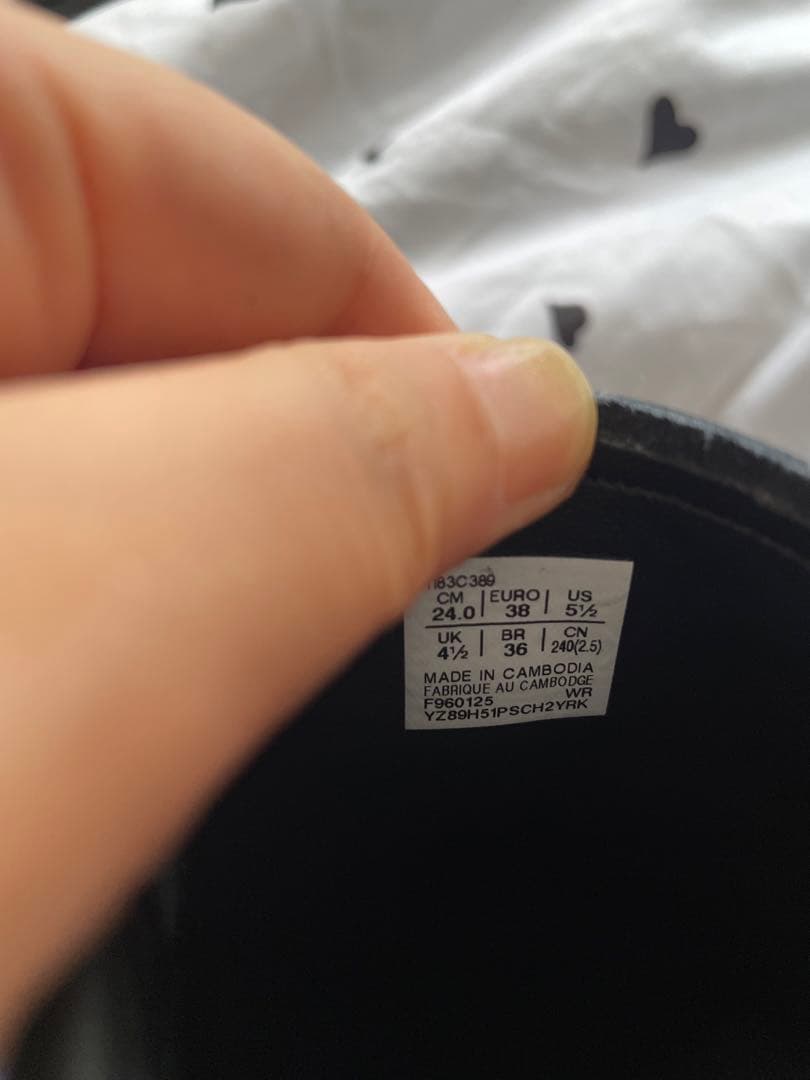 183C389
CM | EURO | US
24.0 | 38 | 5½
UK | BR | CN
4½ | 36 | 240(2.5)
MADE IN CAMBODIA
FABRIQUE AU CAMBODGE
F960125 WR
YZ89H51PSCH2YRK